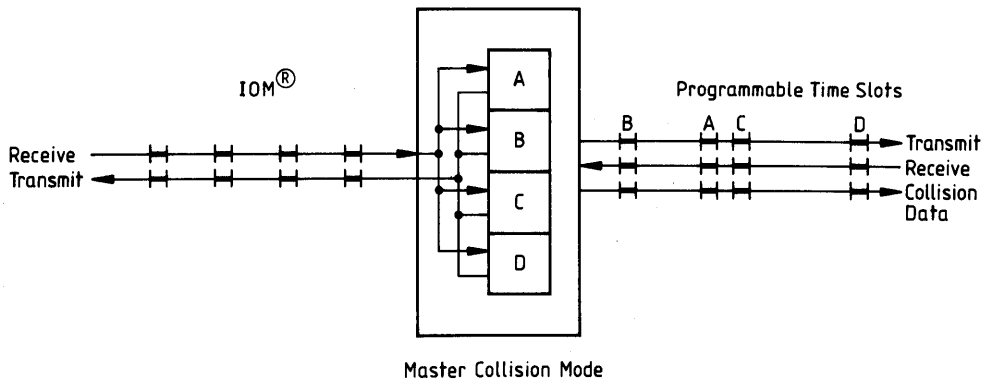 IOM®
Programmable Time Slots
A
B
C
D
B A C D
Receive
Transmit
Transmit
Receive
Collision
Data
Master Collision Mode